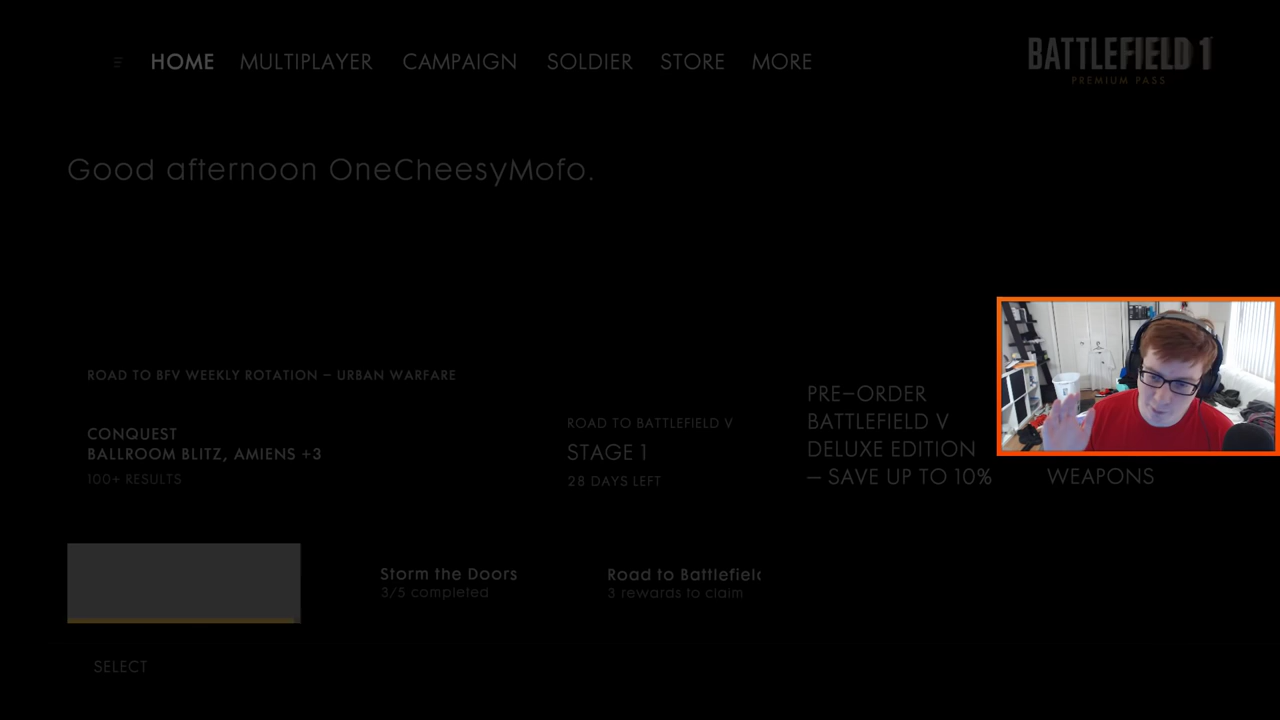 HOME MULTIPLAYER CAMPAIGN SOLDIER STORE MORE
BATTLEFIELD 1
PREMIUM PASS
Good afternoon OneCheesyMofo.
ROAD TO BFV WEEKLY ROTATION – URBAN WARFARE
CONQUEST
BALLROOM BLITZ, AMIENS +3
100+ RESULTS
ROAD TO BATTLEFIELD V
STAGE 1
28 DAYS LEFT
PRE–ORDER
BATTLEFIELD V
DELUXE EDITION
– SAVE UP TO 10%
WEAPONS
Storm the Doors
3/5 completed
Road to Battlefiel
3 rewards to claim
SELECT